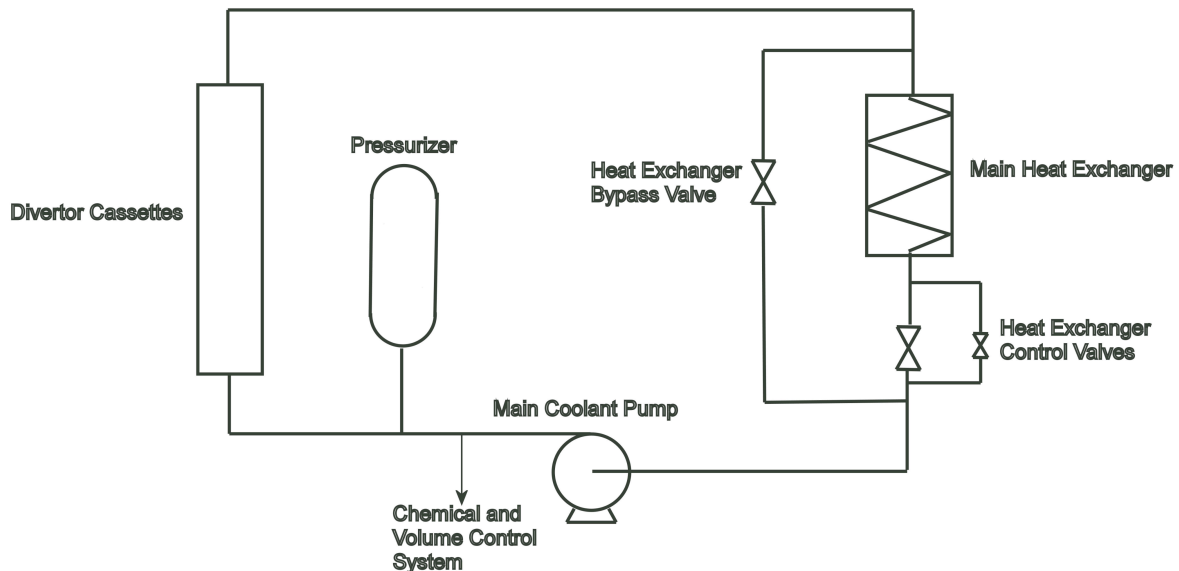 Pressurizer
Divertor Cassettes
Heat Exchanger
Bypass Valve
Main Heat Exchanger
Heat Exchanger
Control Valves
Main Coolant Pump
Chemical and
Volume Control
System